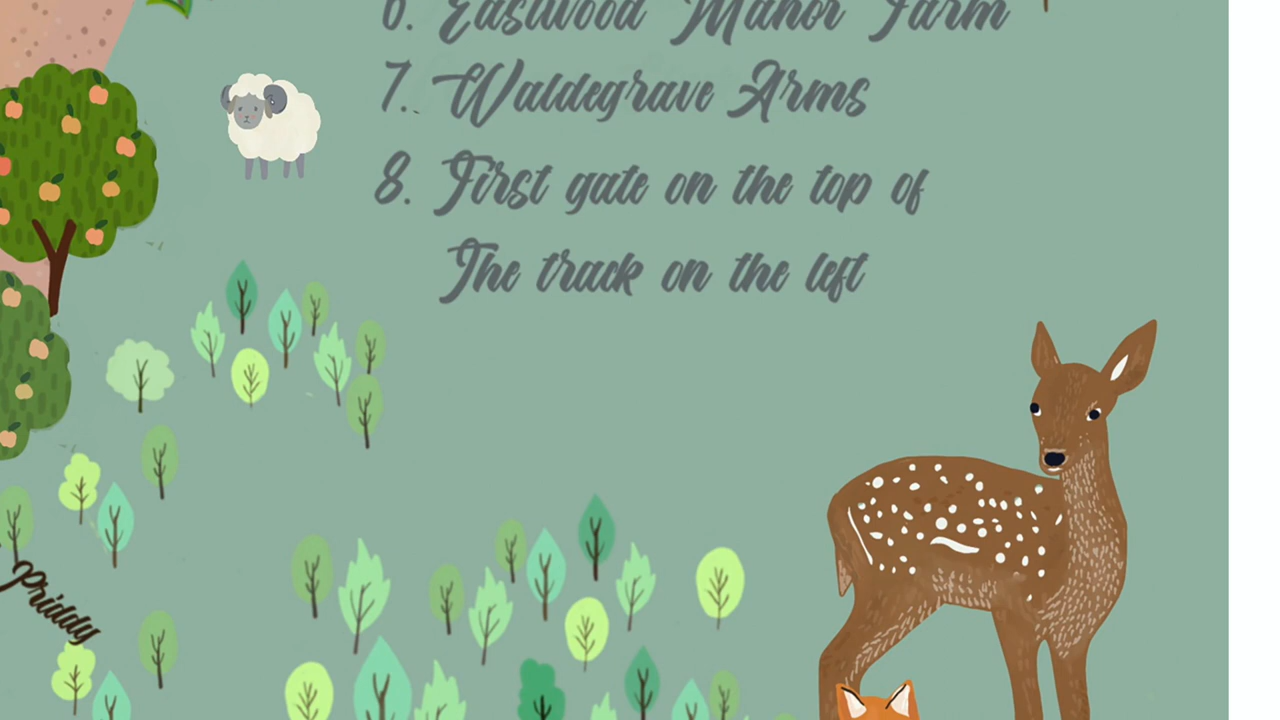 6. Eastwood Manor Farm
7. Waldegrave Arms
8. First gate on the top of
The track on the left
Priddy